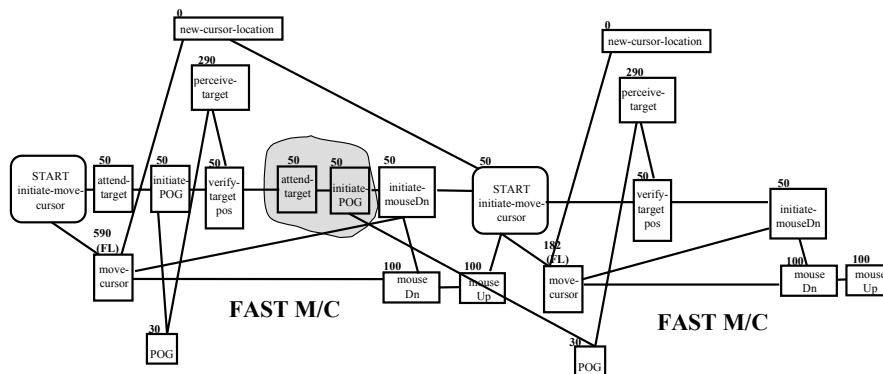 0
new-cursor-location
290
perceive-
target
START
initiate-move-
cursor
50
attend-
target
50
initiate-
POG
50
verify-
target
pos
50
attend-
target
50
initiate-
POG
50
initiate-
mouseDn
590
(FL)
move-
cursor
100
mouse
Dn
100
mouse
Up
FAST M/C
30
POG
0
new-cursor-location
290
perceive-
target
50
START
initiate-move-
cursor
50
verify-
target
pos
50
initiate-
mouseDn
182
(FL)
move-
cursor
100
mouse
Dn
100
mouse
Up
FAST M/C
30
POG